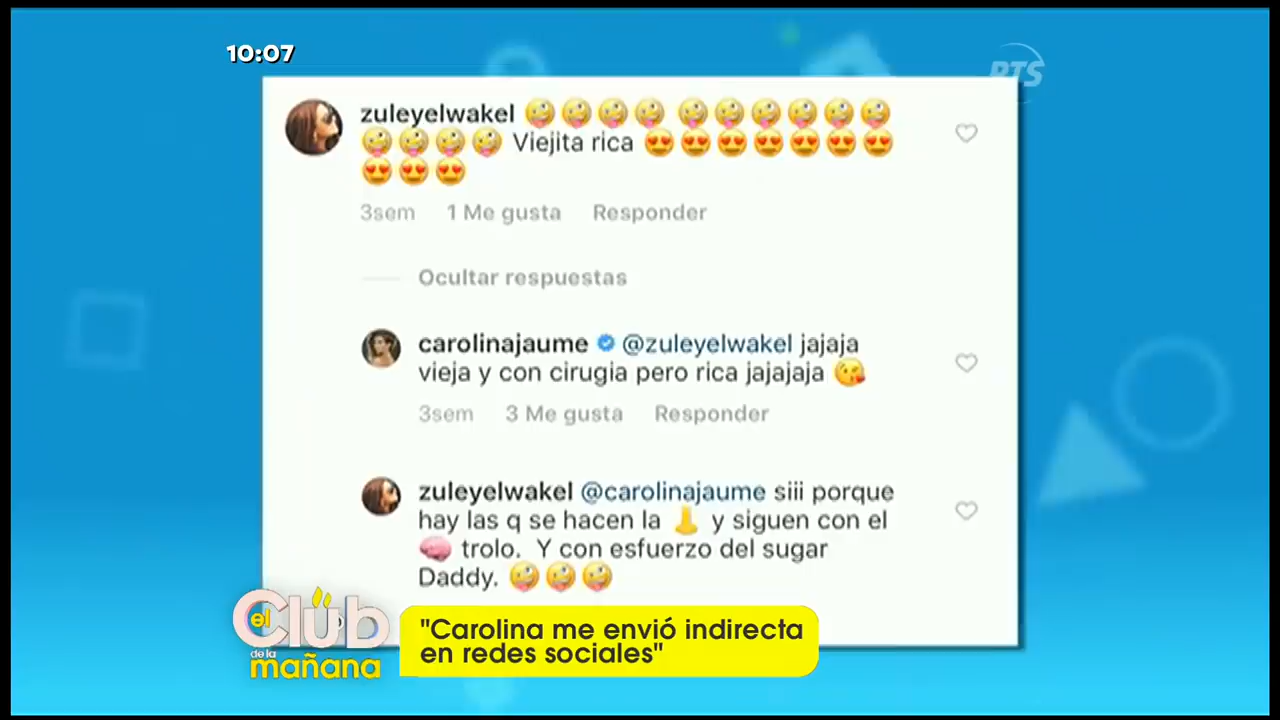 10:07
RTS
zuleyelwakel 🤪🤪🤪🤪 🤪🤪🤪🤪🤪🤪
🤪🤪🤪🤪 Viejita rica 😍😍😍😍😍😍😍
😍😍😍
3sem 1 Me gusta Responder
Ocultar respuestas
carolinajaume @zuleyelwakel jajaja
vieja y con cirugia pero rica jajajaja 😘
3sem 3 Me gusta Responder
zuleyelwakel @carolinajaume siii porque
hay las q se hacen la 👃 y siguen con el
🧠 trolo. Y con esfuerzo del sugar
Daddy. 🤪🤪🤪
el Club
de la
mañana
"Carolina me envió indirecta
en redes sociales"